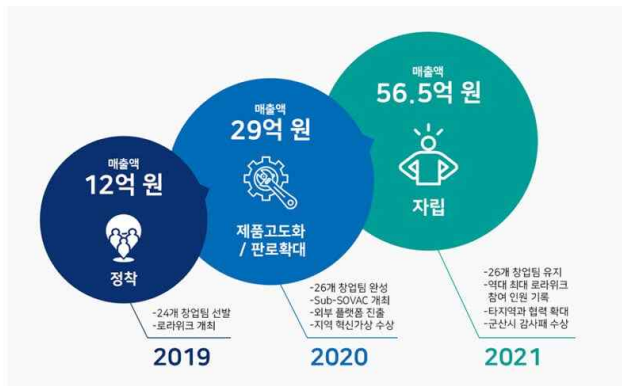 매출액
12억 원
정착
-24개 창업팀 선발
-로라위크 개최
2019
매출액
29억 원
제품고도화
/ 판로확대
-26개 창업팀 완성
-Sub-SOVAC 개최
-외부 플랫폼 진출
-지역 혁신가상 수상
2020
매출액
56.5억 원
자립
-26개 창업팀 유지
-역대 최대 로라위크
참여 인원 기록
-타지역과 협력 확대
-군산시 감사패 수상
2021